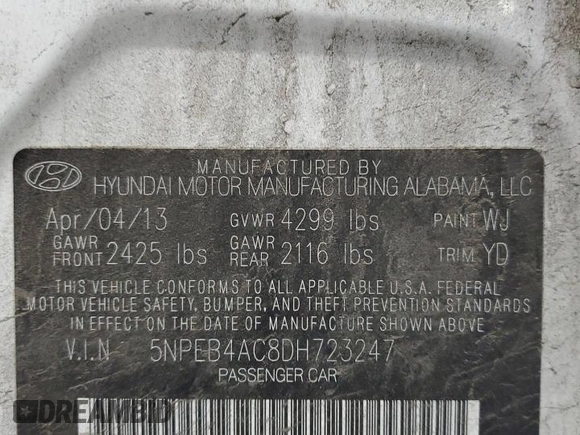 MANUFACTURED BY
HYUNDAI MOTOR MANUFACTURING ALABAMA, LLC
Apr/04/13 GVWR 4299 lbs PAINT WJ
GAWR FRONT 2425 lbs GAWR REAR 2116 lbs TRIM YD
THIS VEHICLE CONFORMS TO ALL APPLICABLE U.S.A. FEDERAL
MOTOR VEHICLE SAFETY, BUMPER, AND THEFT PREVENTION STANDARDS
IN EFFECT ON THE DATE OF MANUFACTURE SHOWN ABOVE
V.I.N 5NPEB4AC8DH723247
PASSENGER CAR
DREAMBID